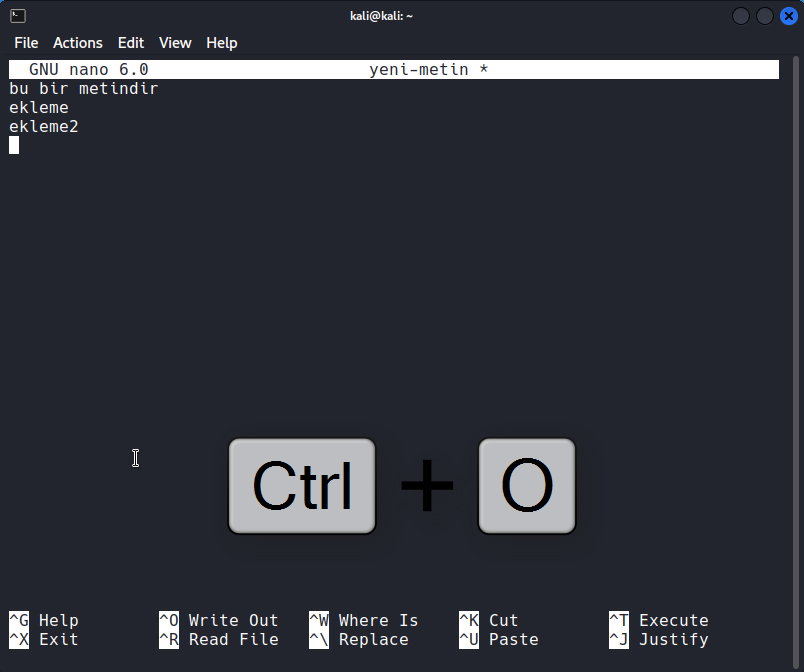 kali@kali: ~
File Actions Edit View Help
GNU nano 6.0 yeni-metin *
bu bir metindir
ekleme
ekleme2
Ctrl + O
^G Help ^O Write Out ^W Where Is ^K Cut ^T Execute
^X Exit ^R Read File ^\ Replace ^U Paste ^J Justify